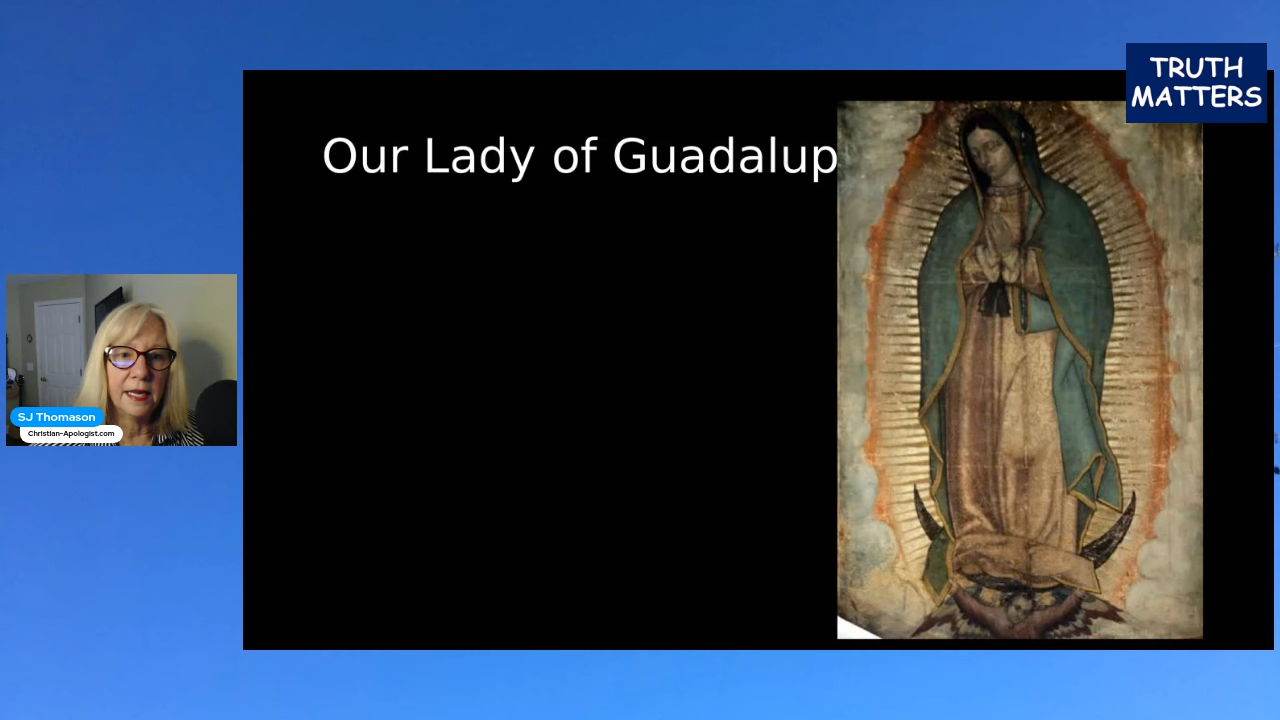 TRUTH
MATTERS
Our Lady of Guadalup
SJ Thomason
Christian-Apologist.com